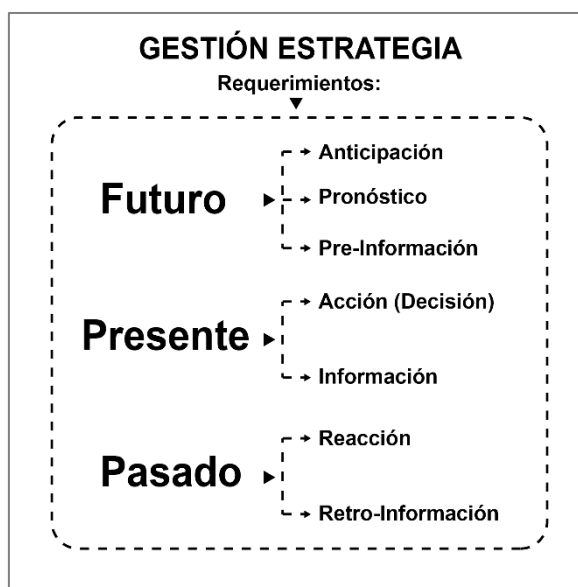 GESTIÓN ESTRATEGIA
Requerimientos:
Futuro
Anticipación
Pronóstico
Pre-Información
Presente
Acción (Decisión)
Información
Pasado
Reacción
Retro-Información